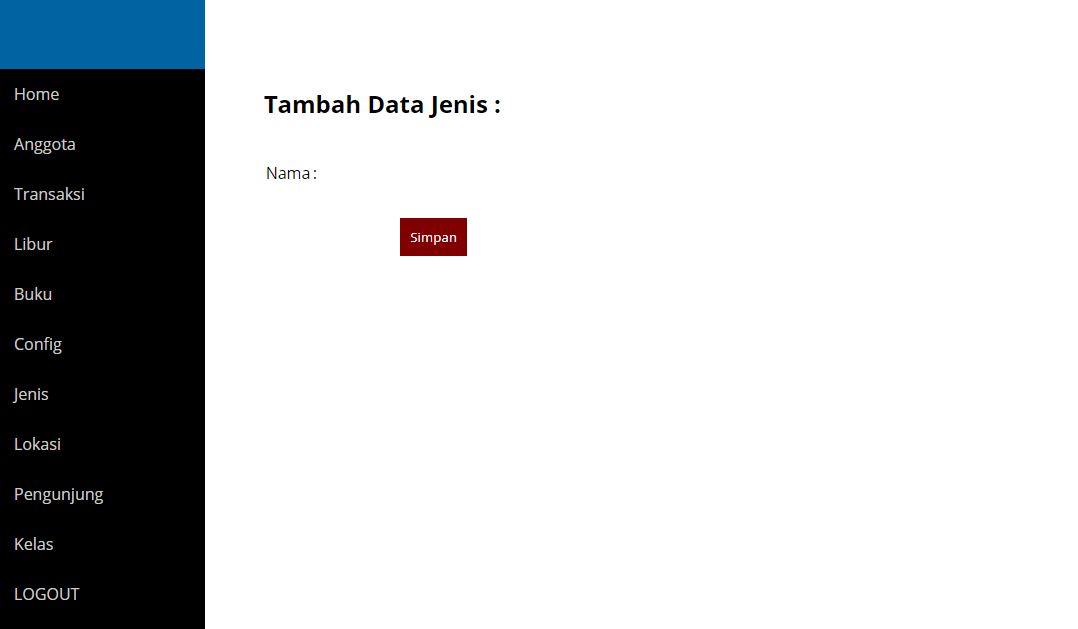 Home
Anggota
Transaksi
Libur
Buku
Config
Jenis
Lokasi
Pengunjung
Kelas
LOGOUT
Tambah Data Jenis :
Nama :
Simpan